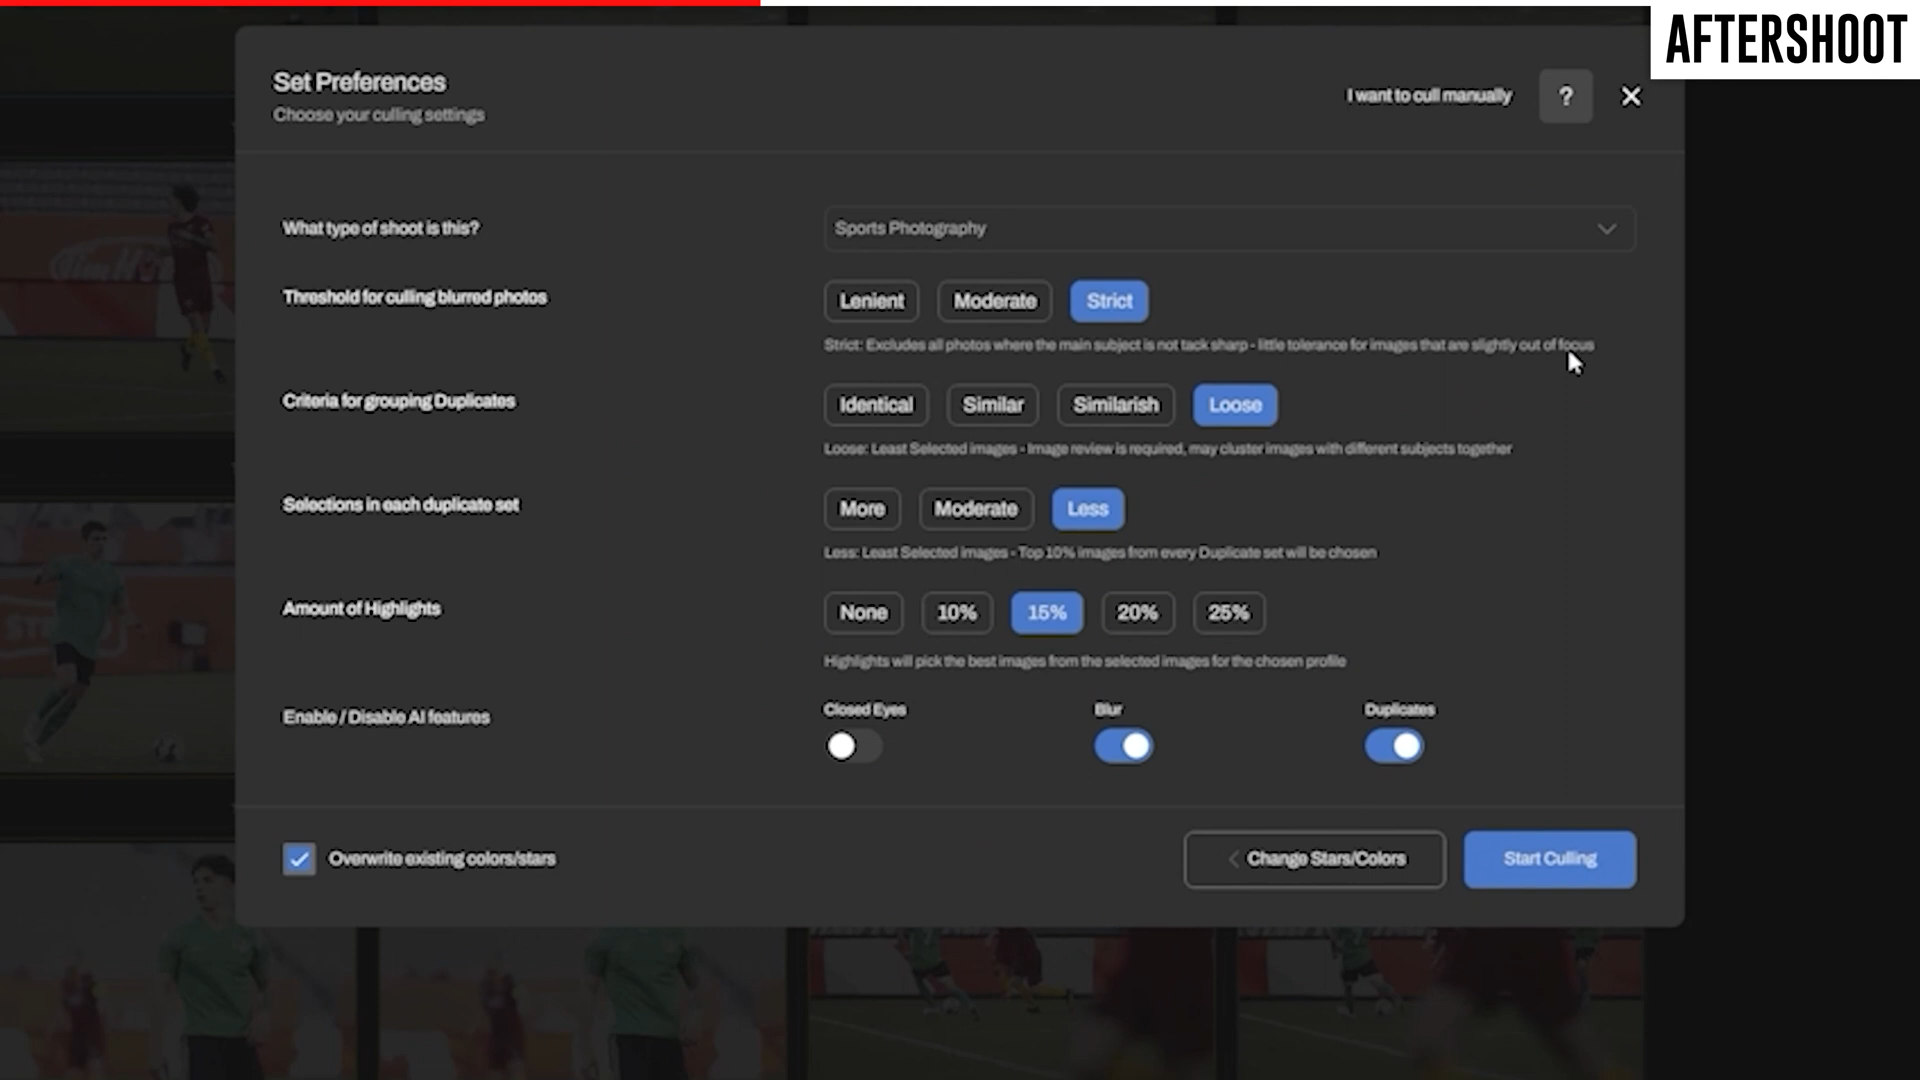 AFTERSHOOT
Set Preferences
Choose your culling settings
I want to cull manually
?
What type of shoot is this?
Sports Photography
Threshold for culling blurred photos
Lenient Moderate Strict
Strict: Excludes all photos where the main subject is not tack sharp - little tolerance for images that are slightly out of focus
Criteria for grouping Duplicates
Identical Similar Similarish Loose
Loose: Least Selected images - Image review is required, may cluster images with different subjects together
Selections in each duplicate set
More Moderate Less
Less: Least Selected images - Top 10% images from every Duplicate set will be chosen
Amount of Highlights
None 10% 15% 20% 25%
Highlights will pick the best images from the selected images for the chosen profile
Enable / Disable AI features
Closed Eyes Blur Duplicates
Overwrite existing colors/stars
Change Stars/Colors
Start Culling